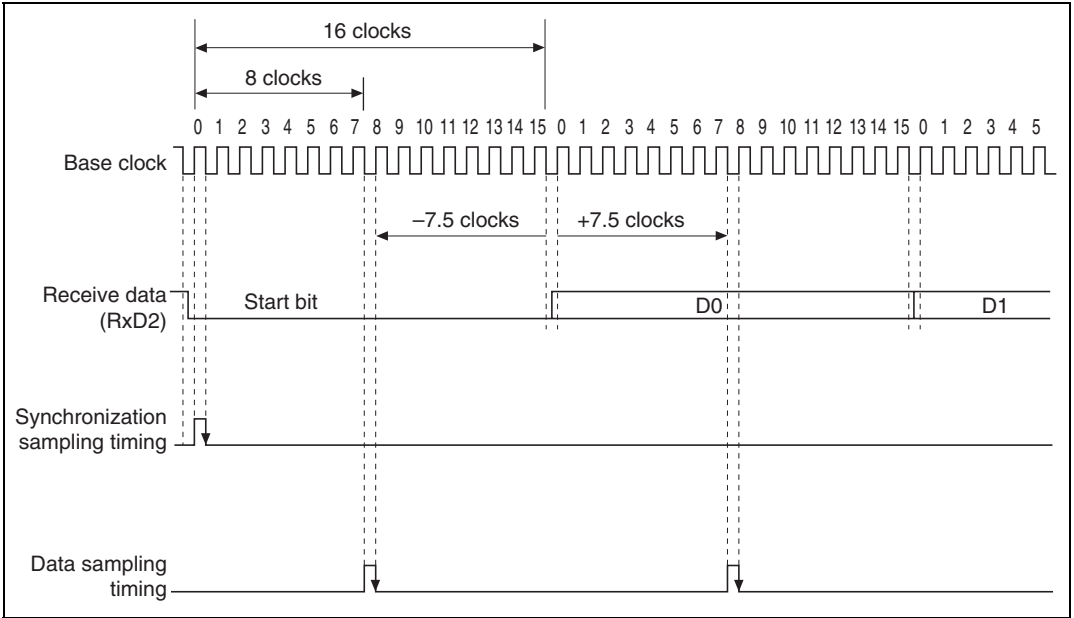 16 clocks
8 clocks
0 1 2 3 4 5 6 7 8 9 10 11 12 13 14 15 0 1 2 3 4 5 6 7 8 9 10 11 12 13 14 15 0 1 2 3 4 5
Base clock
–7.5 clocks +7.5 clocks
Receive data
(RxD2)
Start bit D0 D1
Synchronization
sampling timing
Data sampling
timing